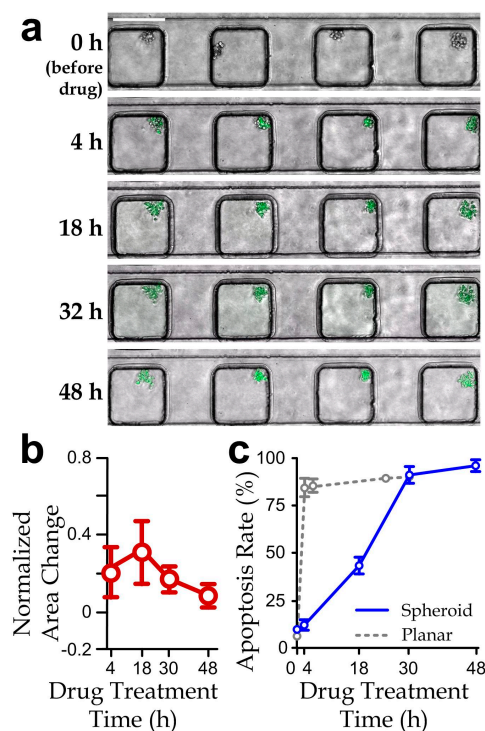 a
0 h
(before
drug)
4 h
18 h
32 h
48 h
b
Normalized
Area Change
0.8
0.4
0
-0.2
4 18 30 48
Drug Treatment
Time (h)
c
Apoptosis Rate (%)
100
75
50
25
0
0 4 18 30 48
Spheroid
Planar
Drug Treatment
Time (h)